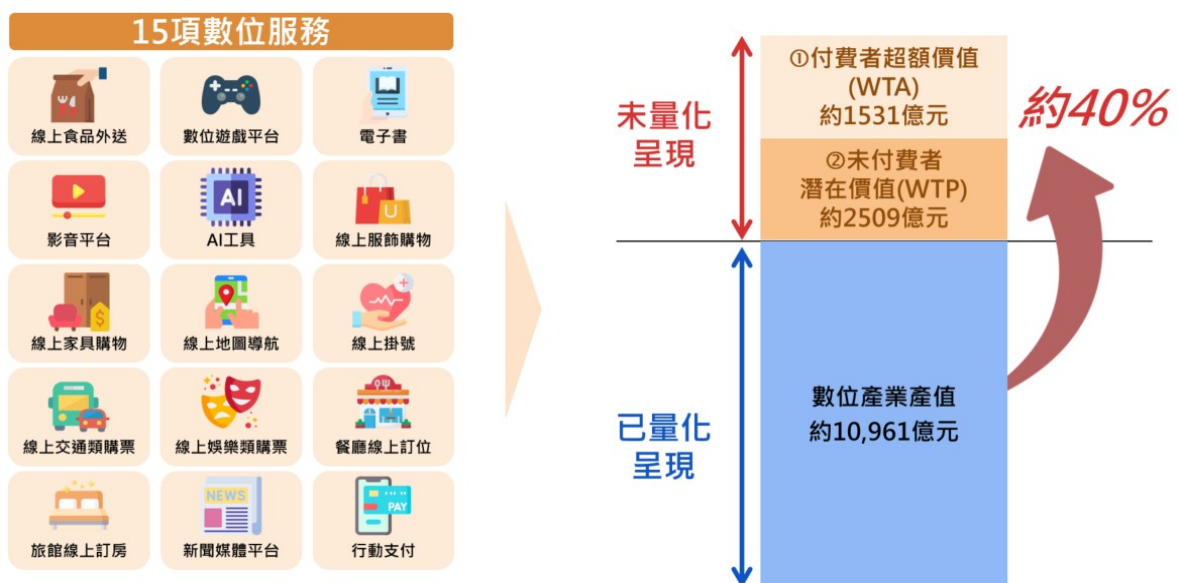 15項數位服務
線上食品外送
數位遊戲平台
電子書
影音平台
AI
AI工具
U
線上服飾購物
$
線上家具購物
線上地圖導航
線上掛號
線上交通類購票
線上娛樂類購票
餐廳線上訂位
旅館線上訂房
NEWS
新聞媒體平台
PAY
行動支付
未量化
呈現
①付費者超額價值
(WTA)
約1531億元
②未付費者
潛在價值(WTP)
約2509億元
約40%
已量化
呈現
數位產業產值
約10,961億元